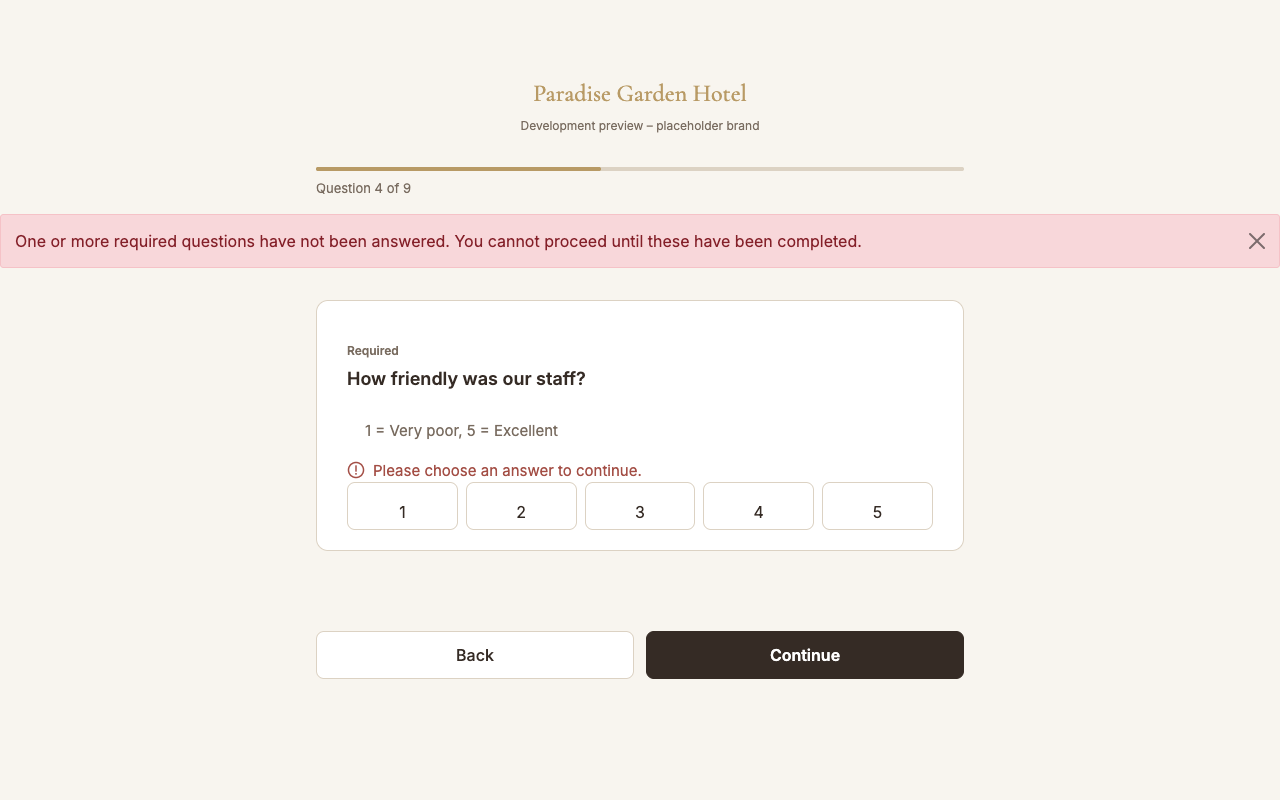 Paradise Garden Hotel
Development preview – placeholder brand
Question 4 of 9
One or more required questions have not been answered. You cannot proceed until these have been completed.
Required
How friendly was our staff?
1 = Very poor, 5 = Excellent
Please choose an answer to continue.
1 2 3 4 5
Back Continue